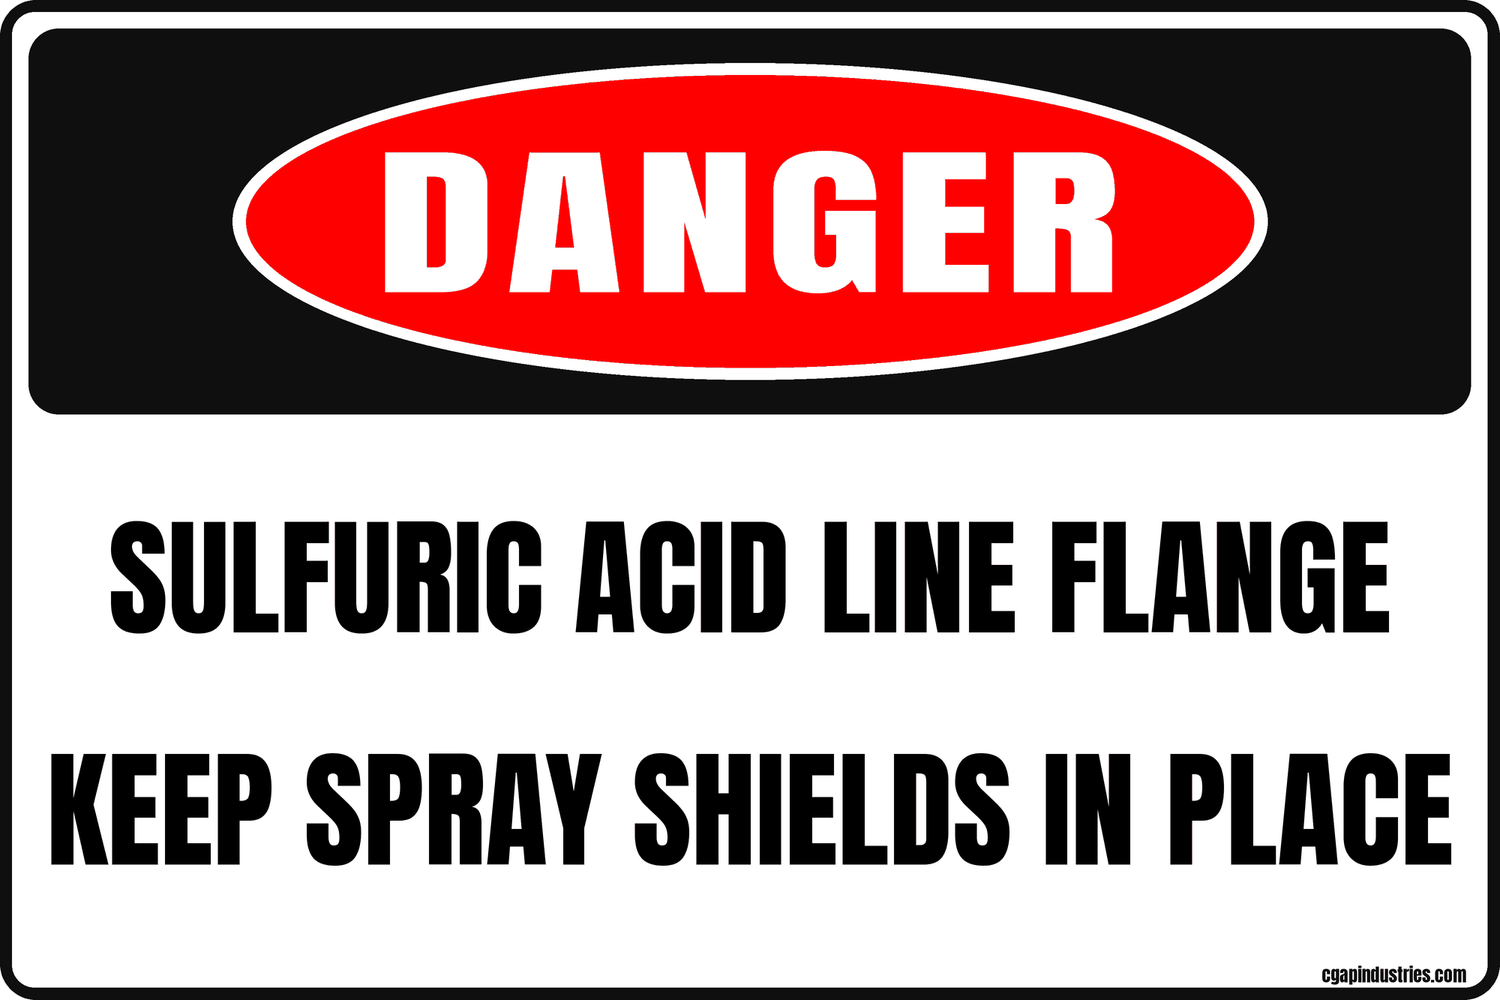 DANGER
SULFURIC ACID LINE FLANGE
KEEP SPRAY SHIELDS IN PLACE
cgapindustries.com